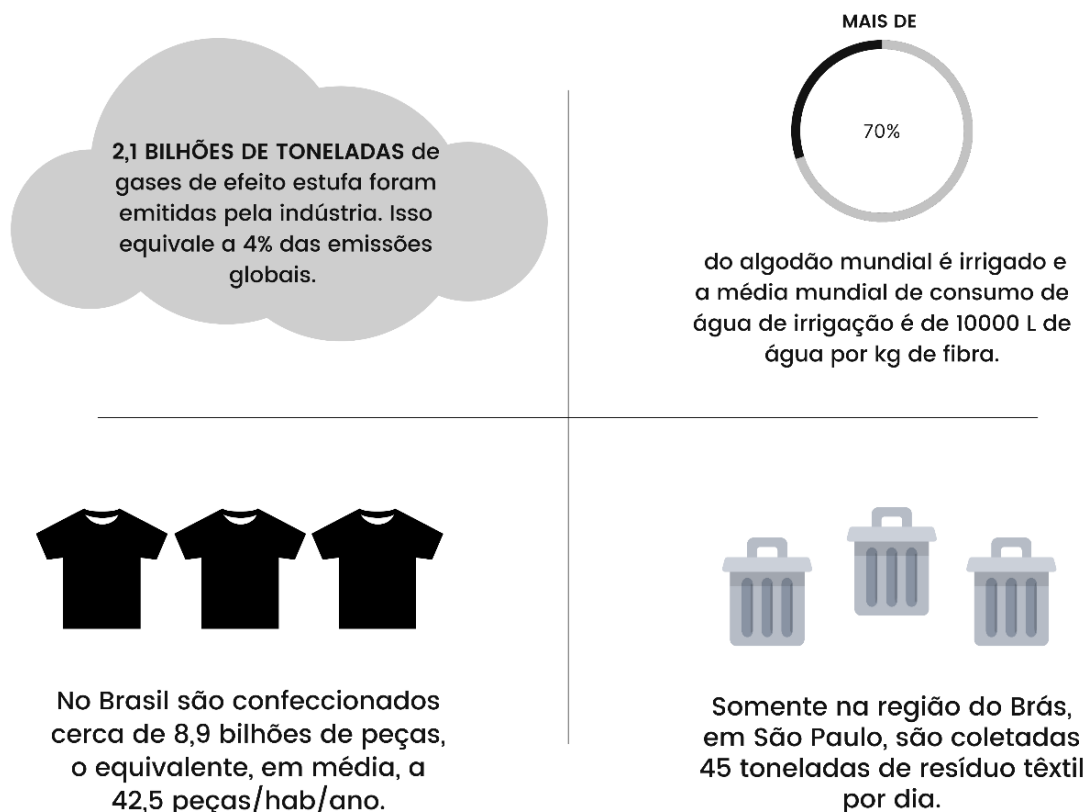 2,1 BILHÕES DE TONELADAS de
gases de efeito estufa foram
emitidas pela indústria. Isso
equivale a 4% das emissões
globais.
MAIS DE
70%
do algodão mundial é irrigado e
a média mundial de consumo de
água de irrigação é de 10000 L de
água por kg de fibra.
No Brasil são confeccionados
cerca de 8,9 bilhões de peças,
o equivalente, em média, a
42,5 peças/hab/ano.
Somente na região do Brás,
em São Paulo, são coletadas
45 toneladas de resíduo têxtil
por dia.